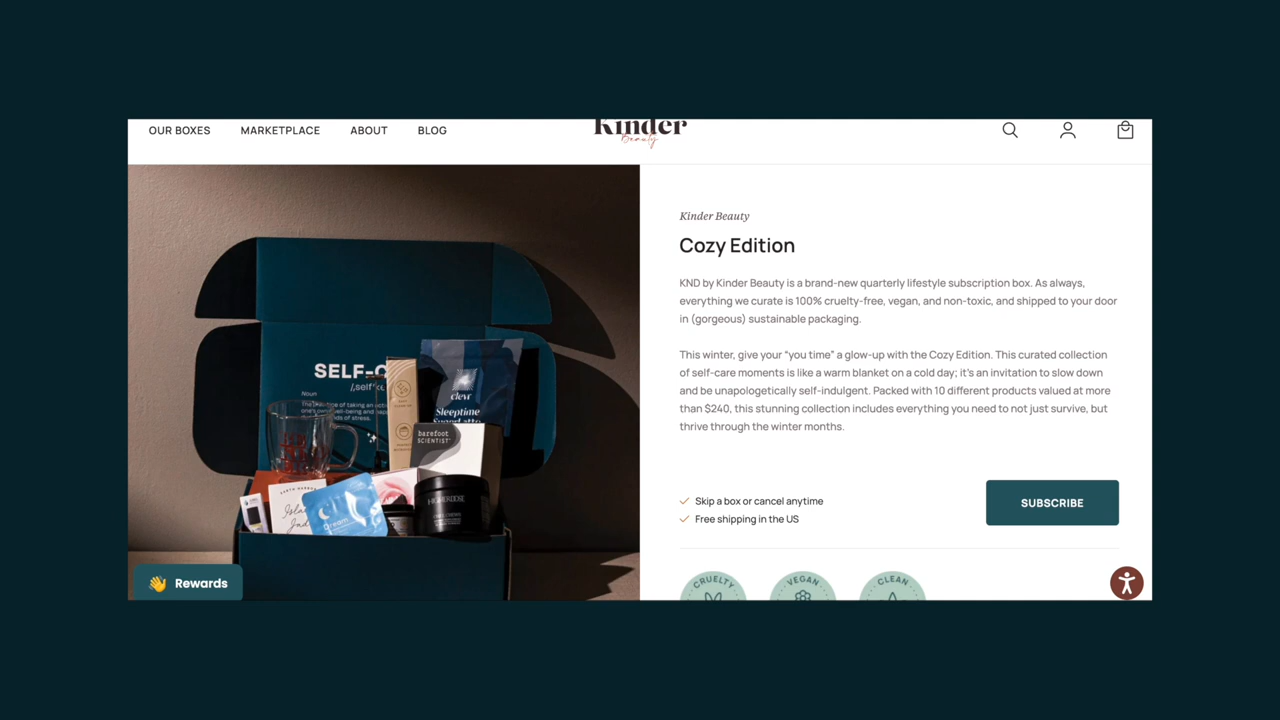 OUR BOXES
MARKETPLACE
ABOUT
BLOG
Kinder
Beauty
Kinder Beauty
Cozy Edition
KND by Kinder Beauty is a brand-new quarterly lifestyle subscription box. As always,
everything we curate is 100% cruelty-free, vegan, and non-toxic, and shipped to your door
in (gorgeous) sustainable packaging.
This winter, give your “you time” a glow-up with the Cozy Edition. This curated collection
of self-care moments is like a warm blanket on a cold day; it's an invitation to slow down
and be unapologetically self-indulgent. Packed with 10 different products valued at more
than $240, this stunning collection includes everything you need to not just survive, but
thrive through the winter months.
Skip a box or cancel anytime
Free shipping in the US
SUBSCRIBE
CRUELTY
VEGAN
CLEAN
SELF-C
Noun
clevr
Sleeptime
barefoot
SCIENTIST
Dream
👋 Rewards